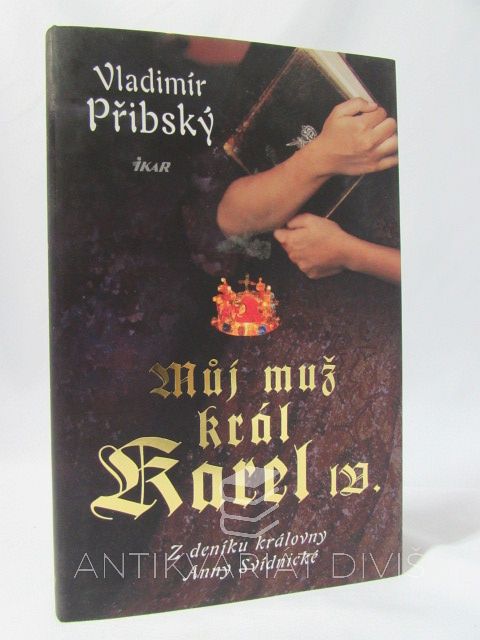 Vladimír
Přibský
iKAR
Můj muž
král
Karel IV.
Z deníku královny
Anny Svídnické
ANTIKVARIÁT DIVIŠ